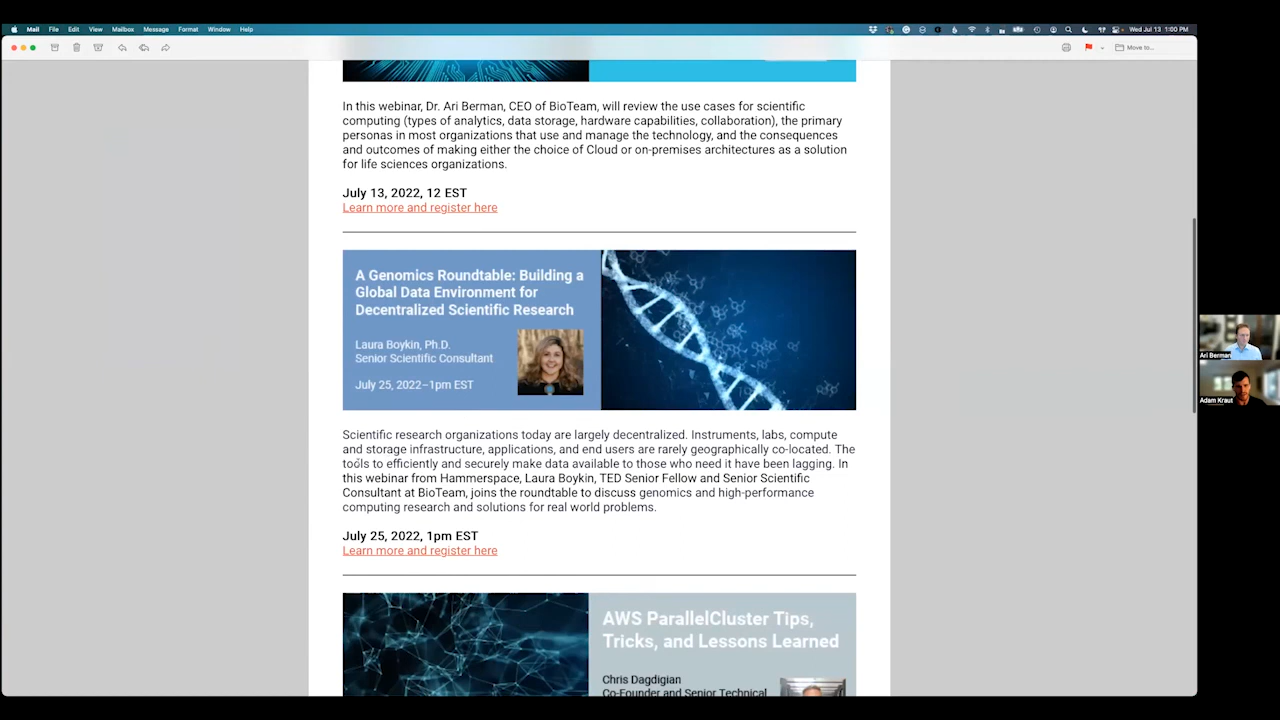 Mail File Edit View Mailbox Message Format Window Help
Wed Jul 13 1:00 PM
Move to...
In this webinar, Dr. Ari Berman, CEO of BioTeam, will review the use cases for scientific
computing (types of analytics, data storage, hardware capabilities, collaboration), the primary
personas in most organizations that use and manage the technology, and the consequences
and outcomes of making either the choice of Cloud or on-premises architectures as a solution
for life sciences organizations.
July 13, 2022, 12 EST
Learn more and register here
A Genomics Roundtable: Building a
Global Data Environment for
Decentralized Scientific Research
Laura Boykin, Ph.D.
Senior Scientific Consultant
July 25, 2022–1pm EST
Scientific research organizations today are largely decentralized. Instruments, labs, compute
and storage infrastructure, applications, and end users are rarely geographically co-located. The
tools to efficiently and securely make data available to those who need it have been lagging. In
this webinar from Hammerspace, Laura Boykin, TED Senior Fellow and Senior Scientific
Consultant at BioTeam, joins the roundtable to discuss genomics and high-performance
computing research and solutions for real world problems.
July 25, 2022, 1pm EST
Learn more and register here
AWS ParallelCluster Tips,
Tricks, and Lessons Learned
Chris Dagdigian
Co-Founder and Senior Technical
Ari Berman
Adam Kraut